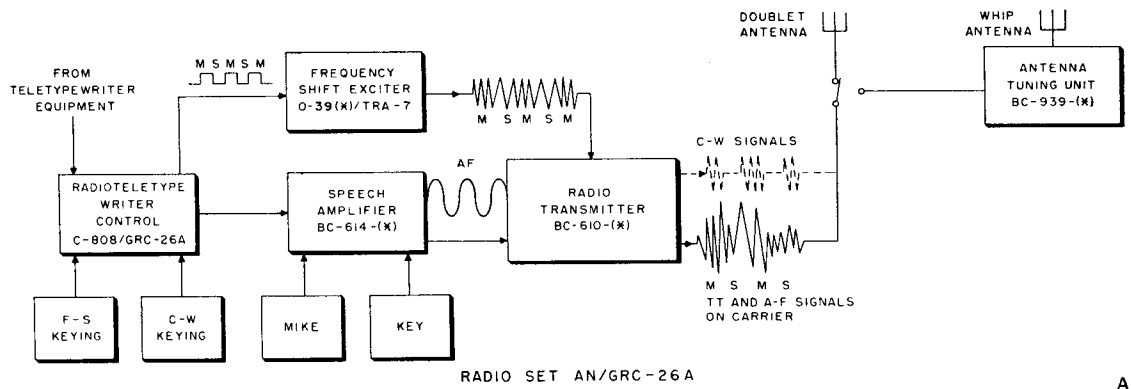 DOUBLET
ANTENNA
WHIP
ANTENNA
FROM
TELETYPEWRITER
EQUIPMENT
M S M S M
FREQUENCY
SHIFT EXCITER
O-39(*)/TRA-7
M S M S M
ANTENNA
TUNING UNIT
BC-939-(*)
C-W SIGNALS
RADIOTELETYPE
WRITER
CONTROL
C-808/GRC-26A
SPEECH
AMPLIFIER
BC-614-(*)
AF
RADIO
TRANSMITTER
BC-610-(*)
M S M S
TT AND A-F SIGNALS
ON CARRIER
F-S
KEYING
C-W
KEYING
MIKE
KEY
RADIO SET AN/GRC-26A
A